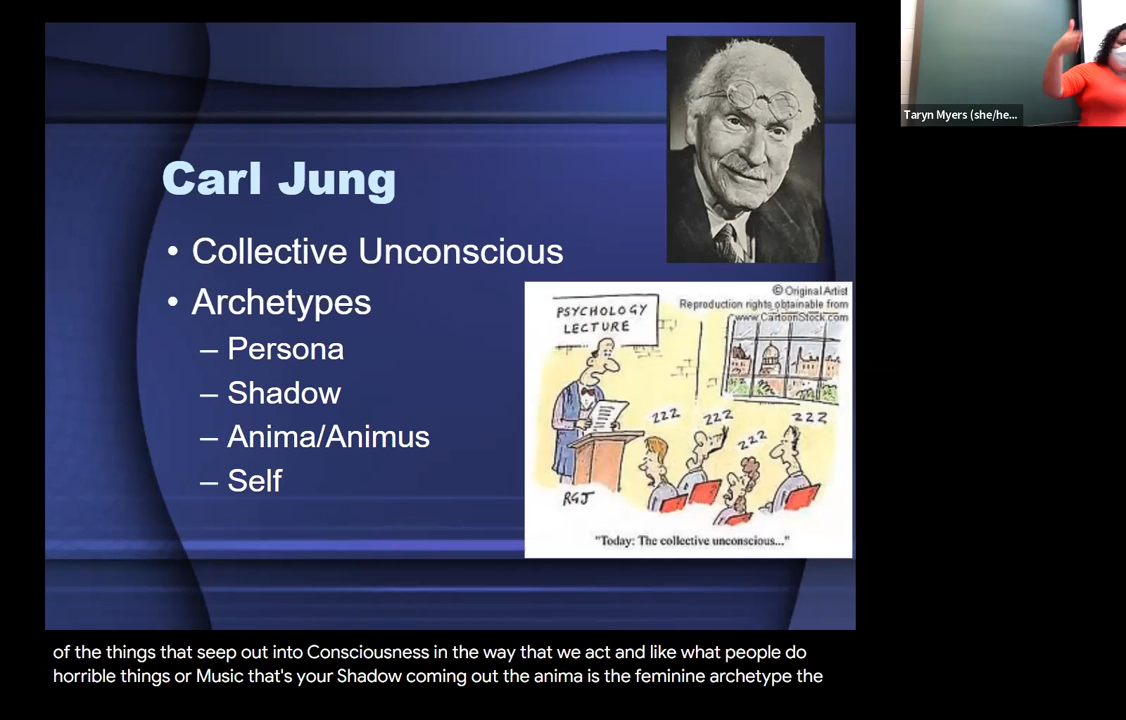 Taryn Myers (she/he...
Carl Jung
• Collective Unconscious
• Archetypes
– Persona
– Shadow
– Anima/Animus
– Self
© Original Artist
Reproduction rights obtainable from
www.CartoonStock.com
PSYCHOLOGY
LECTURE
ZZZ
ZZZ
ZZZ
ZZZ
RGJ
"Today: The collective unconscious..."
of the things that seep out into Consciousness in the way that we act and like what people do
horrible things or Music that's your Shadow coming out the anima is the feminine archetype the